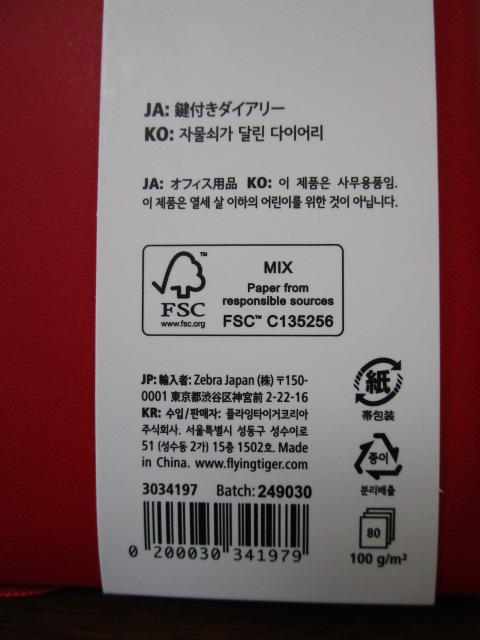 JA: 鍵付きダイアリー
KO: 자물쇠가 달린 다이어리
JA: オフィス用品 KO: 이 제품은 사무용품임.
이 제품은 열세 살 이하의 어린이를 위한 것이 아닙니다.
FSC™
www.fsc.org
MIX
Paper from
responsible sources
FSC™ C135256
JP: 輸入者: Zebra Japan (株) 〒150-
0001 東京都渋谷区神宮前 2-22-16
KR: 수입/판매자: 플라잉타이거코리아
주식회사. 서울특별시 성동구 성수이로
51 (성수동 2가) 15층 1502호. Made
in China. www.flyingtiger.com
紙
帯包装
종이
분리배출
3034197 Batch: 249030
0 200030 341979
80
100 g/m²